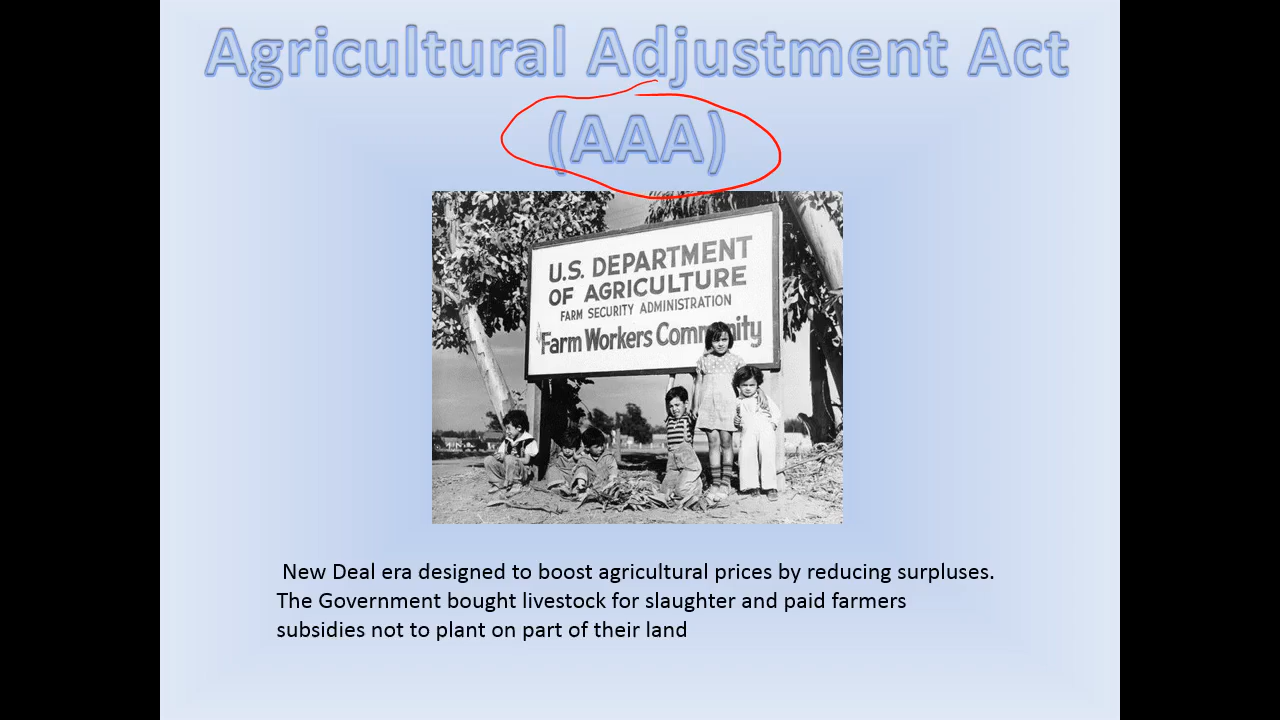 Agricultural Adjustment Act
(AAA)
U.S. DEPARTMENT
OF AGRICULTURE
FARM SECURITY ADMINISTRATION
Farm Workers Community
New Deal era designed to boost agricultural prices by reducing surpluses.
The Government bought livestock for slaughter and paid farmers
subsidies not to plant on part of their land